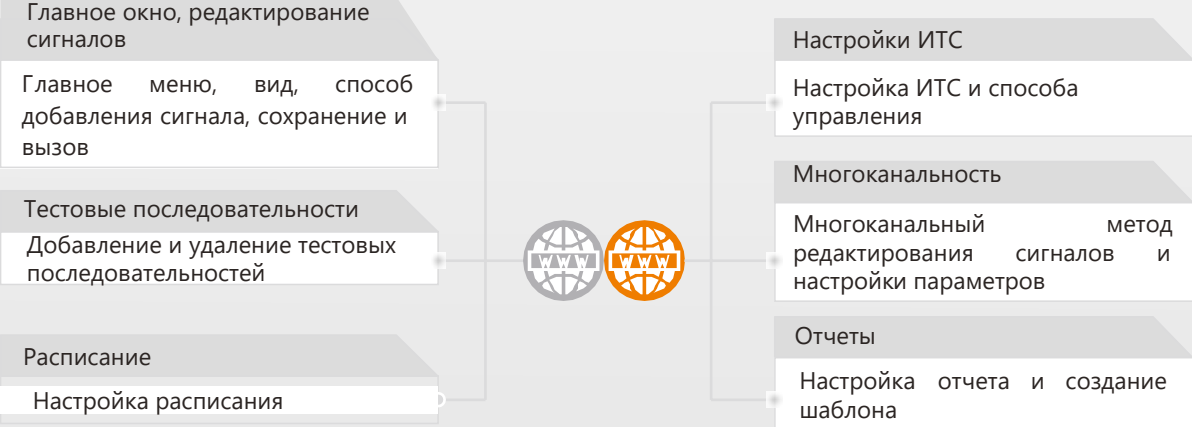 Главное окно, редактирование
сигналов
Главное меню, вид, способ
добавления сигнала, сохранение и
вызов
Тестовые последовательности
Добавление и удаление тестовых
последовательностей
Расписание
Настройка расписания
WWW
WWW
Настройки ИТС
Настройка ИТС и способа
управления
Многоканальность
Многоканальный метод
редактирования сигналов и
настройки параметров
Отчеты
Настройка отчета и создание
шаблона